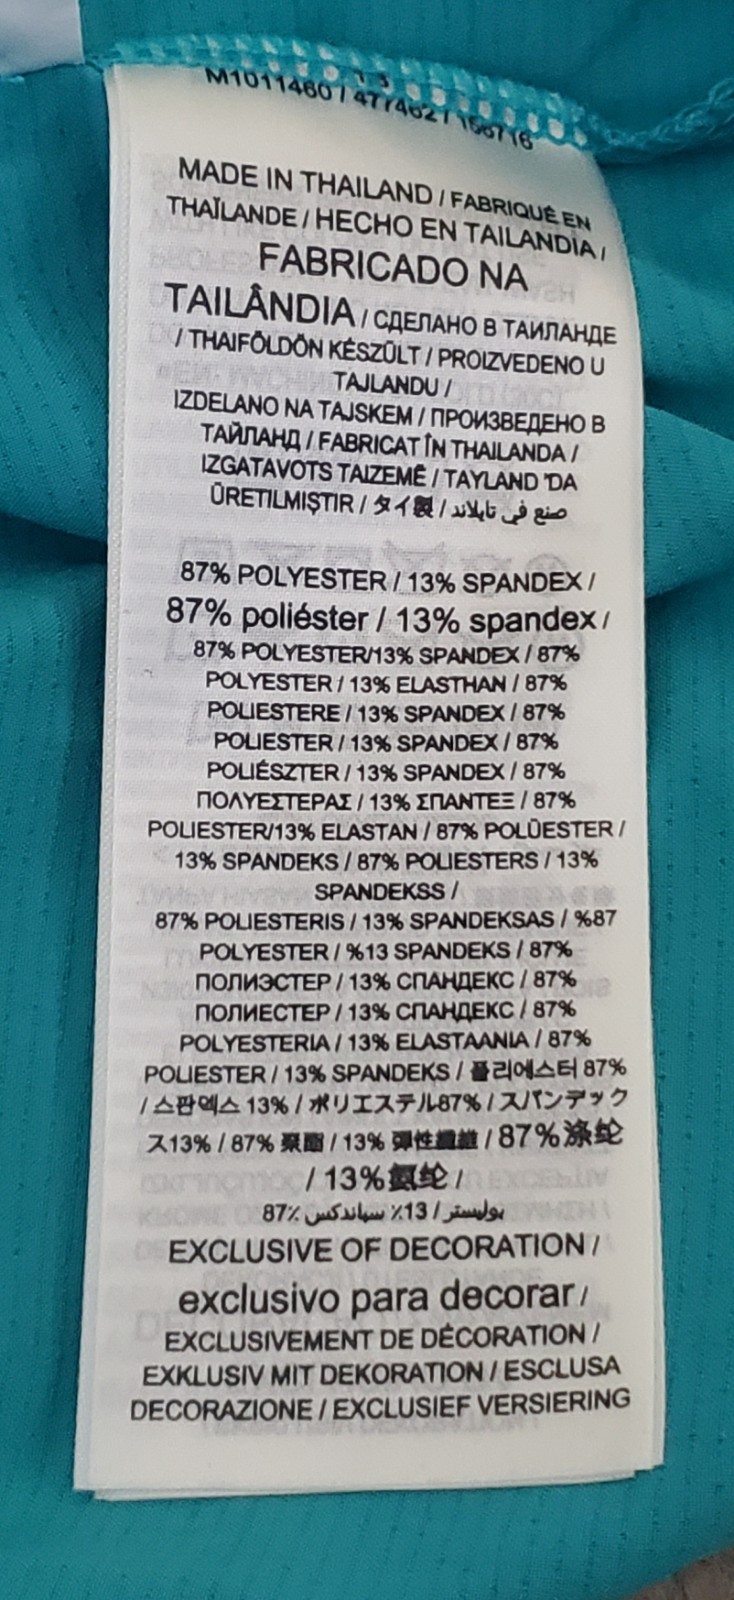 M1011460 / 477462 / 156716
MADE IN THAILAND / FABRIQUÉ EN
THAÏLANDE / HECHO EN TAILANDIA /
FABRICADO NA
TAILÂNDIA / СДЕЛАНО В ТАИЛАНДЕ
/ THAIFÖLDÖN KÉSZÜLT / PROIZVEDENO U
TAJLANDU /
IZDELANO NA TAJSKEM / ПРОИЗВЕДЕНО В
ТАЙЛАНД / FABRICAT ÎN THAILANDA /
IZGATAVOTS TAIZEMĒ / TAYLAND 'DA
ÜRETILMIŞTIR / タイ製 / صنع في تايلاند
87% POLYESTER / 13% SPANDEX /
87% poliéster / 13% spandex /
87% POLYESTER/13% SPANDEX / 87%
POLYESTER / 13% ELASTHAN / 87%
POLIESTERE / 13% SPANDEX / 87%
POLIESTER / 13% SPANDEX / 87%
POLIÉSZTER / 13% SPANDEX / 87%
ΠΟΛΥΕΣΤΕΡΑΣ / 13% ΣΠΑΝΤΕΞ / 87%
POLIESTER/13% ELASTAN / 87% POLÜESTER /
13% SPANDEKS / 87% POLIESTERS / 13%
SPANDEKSS /
87% POLIESTERIS / 13% SPANDEKSAS / %87
POLYESTER / %13 SPANDEKS / 87%
ПОЛИЭСТЕР / 13% СПАНДЕКС / 87%
ПОЛИЕСТЕР / 13% СПАНДЕКС / 87%
POLYESTERIA / 13% ELASTAANIA / 87%
POLIESTER / 13% SPANDEKS / 폴리에스터 87%
/ 스판덱스 13% / ポリエステル87% / スパンデック
ス13% / 87% 聚酯 / 13% 彈性纖維 / 87%涤纶
/ 13%氨纶 /
87٪ بوليستر / 13٪ سباندكس
EXCLUSIVE OF DECORATION /
exclusivo para decorar /
EXCLUSIVEMENT DE DÉCORATION /
EXKLUSIV MIT DEKORATION / ESCLUSA
DECORAZIONE / EXCLUSIEF VERSIERING